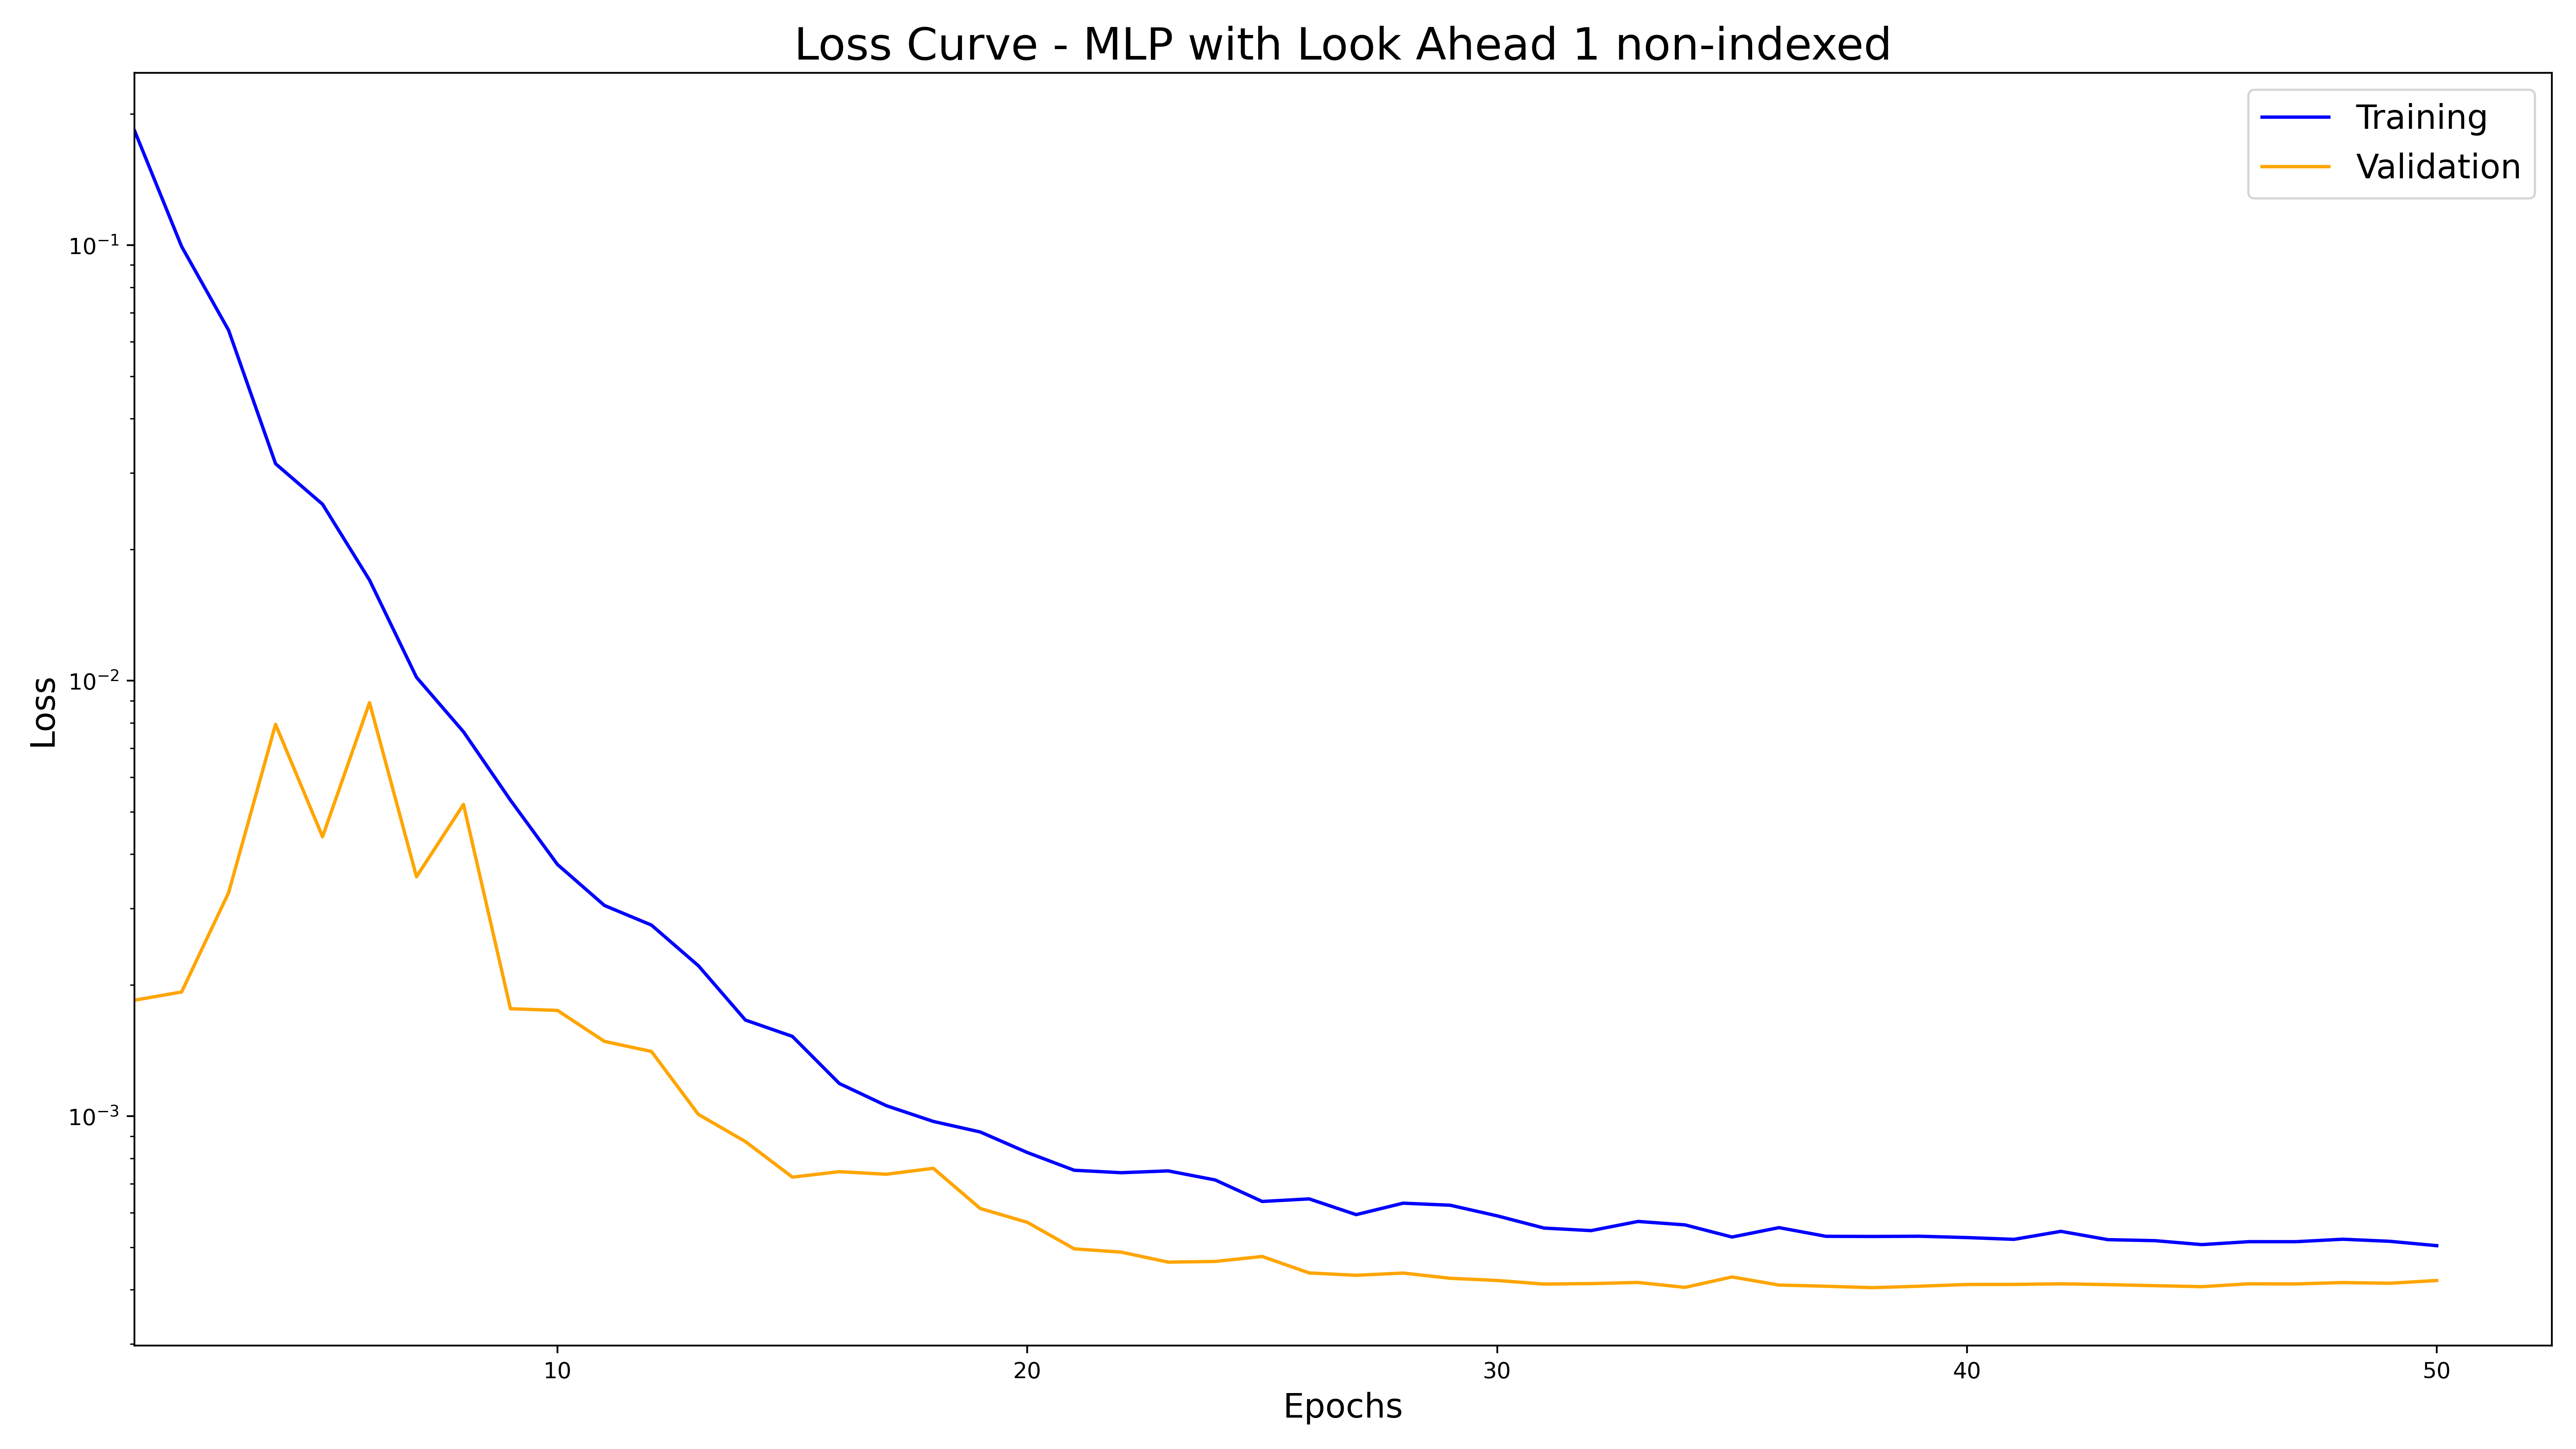 Loss Curve - MLP with Look Ahead 1 non-indexed
Training
Validation
10⁻¹
10⁻²
10⁻³
Loss
10 20 30 40 50
Epochs